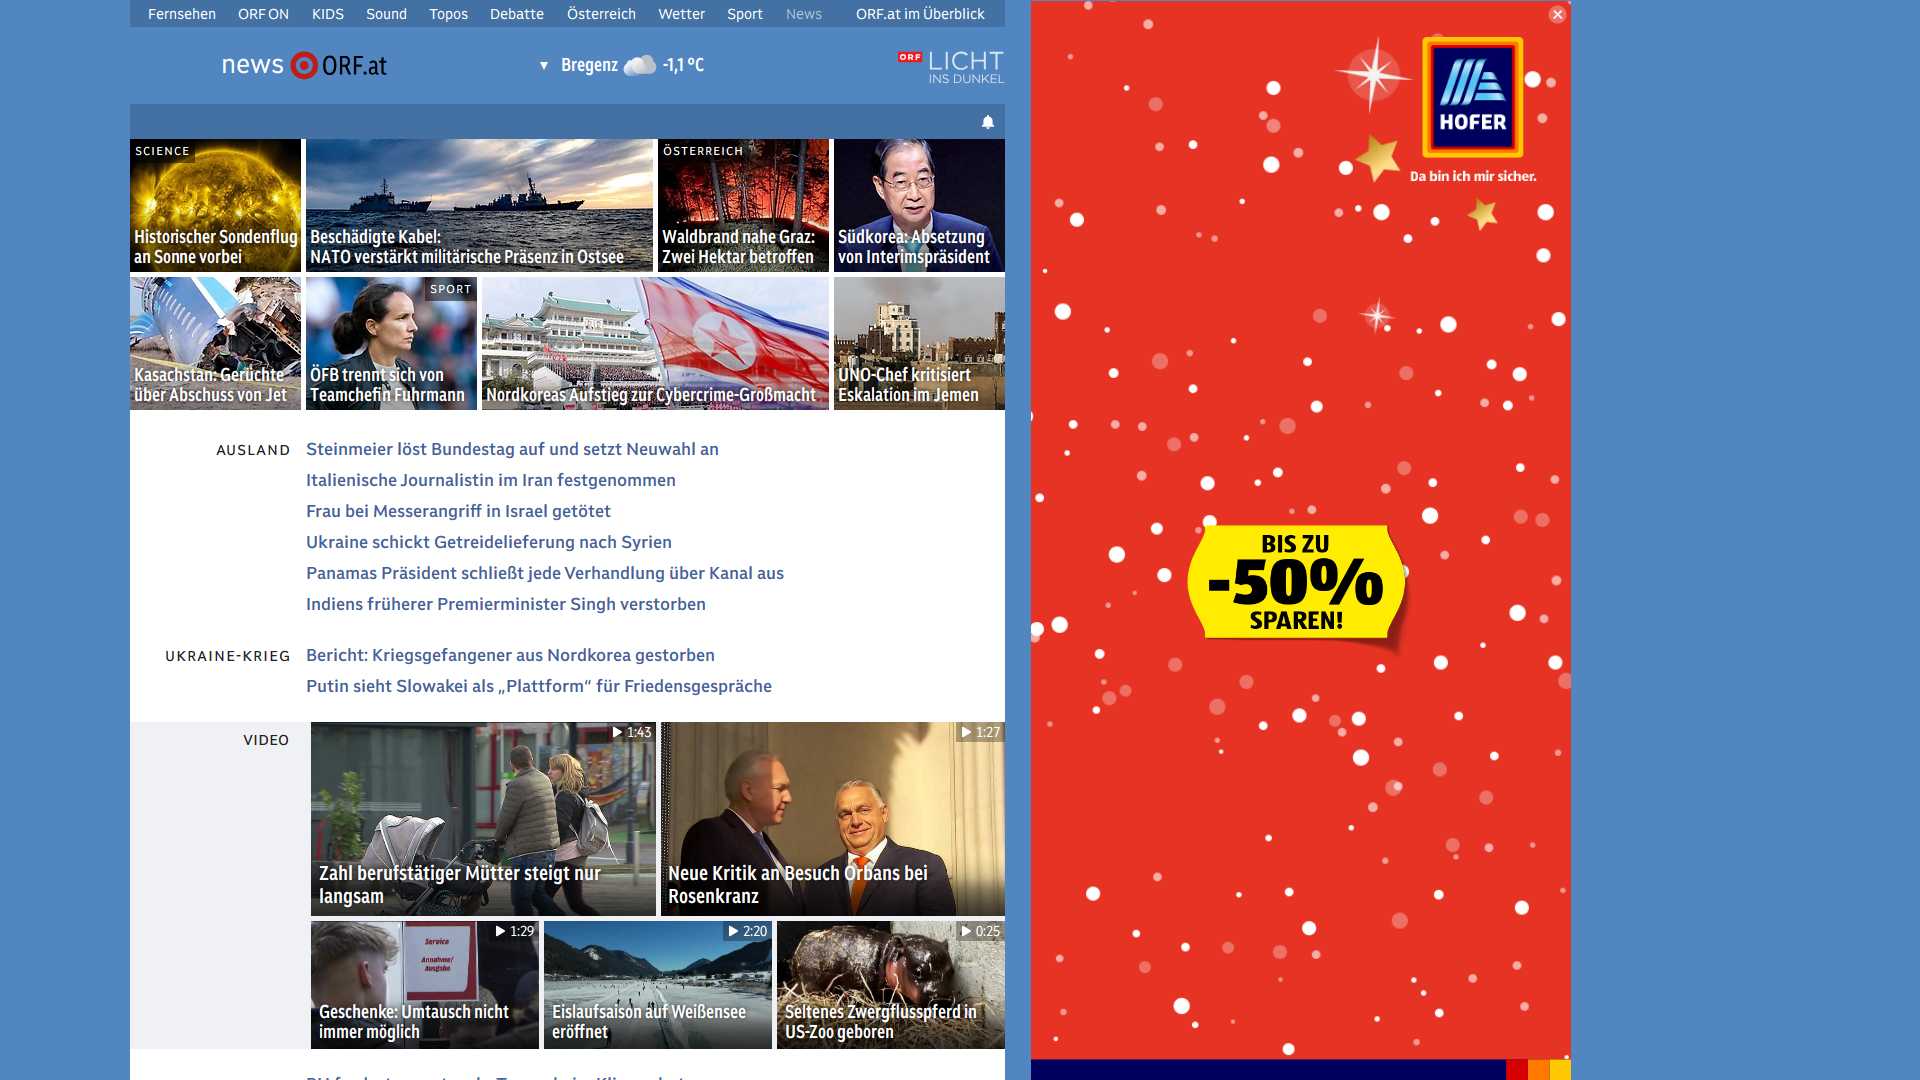 Fernsehen ORF ON KIDS Sound Topos Debatte Österreich Wetter Sport News ORF.at im Überblick
news ORF.at
Bregenz -1,1 °C
ORF LICHT
INS DUNKEL
SCIENCE
Historischer Sondenflug
an Sonne vorbei
Beschädigte Kabel:
NATO verstärkt militärische Präsenz in Ostsee
ÖSTERREICH
Waldbrand nahe Graz:
Zwei Hektar betroffen
Südkorea: Absetzung
von Interimspräsident
Kasachstan: Gerüchte
über Abschuss von Jet
SPORT
ÖFB trennt sich von
Teamchefin Fuhrmann
Nordkoreas Aufstieg zur Cybercrime-Großmacht
UNO-Chef kritisiert
Eskalation im Jemen
AUSLAND
Steinmeier löst Bundestag auf und setzt Neuwahl an
Italienische Journalistin im Iran festgenommen
Frau bei Messerangriff in Israel getötet
Ukraine schickt Getreidelieferung nach Syrien
Panamas Präsident schließt jede Verhandlung über Kanal aus
Indiens früherer Premierminister Singh verstorben
UKRAINE-KRIEG
Bericht: Kriegsgefangener aus Nordkorea gestorben
Putin sieht Slowakei als „Plattform“ für Friedensgespräche
VIDEO
1:43
Zahl berufstätiger Mütter steigt nur
langsam
1:27
Neue Kritik an Besuch Orbans bei
Rosenkranz
1:29
Service
Annahme/
Ausgabe
Geschenke: Umtausch nicht
immer möglich
2:20
Eislaufsaison auf Weißensee
eröffnet
0:25
Seltenes Zwergflusspferd in
US-Zoo geboren
HOFER
Da bin ich mir sicher.
BIS ZU
-50%
SPAREN!